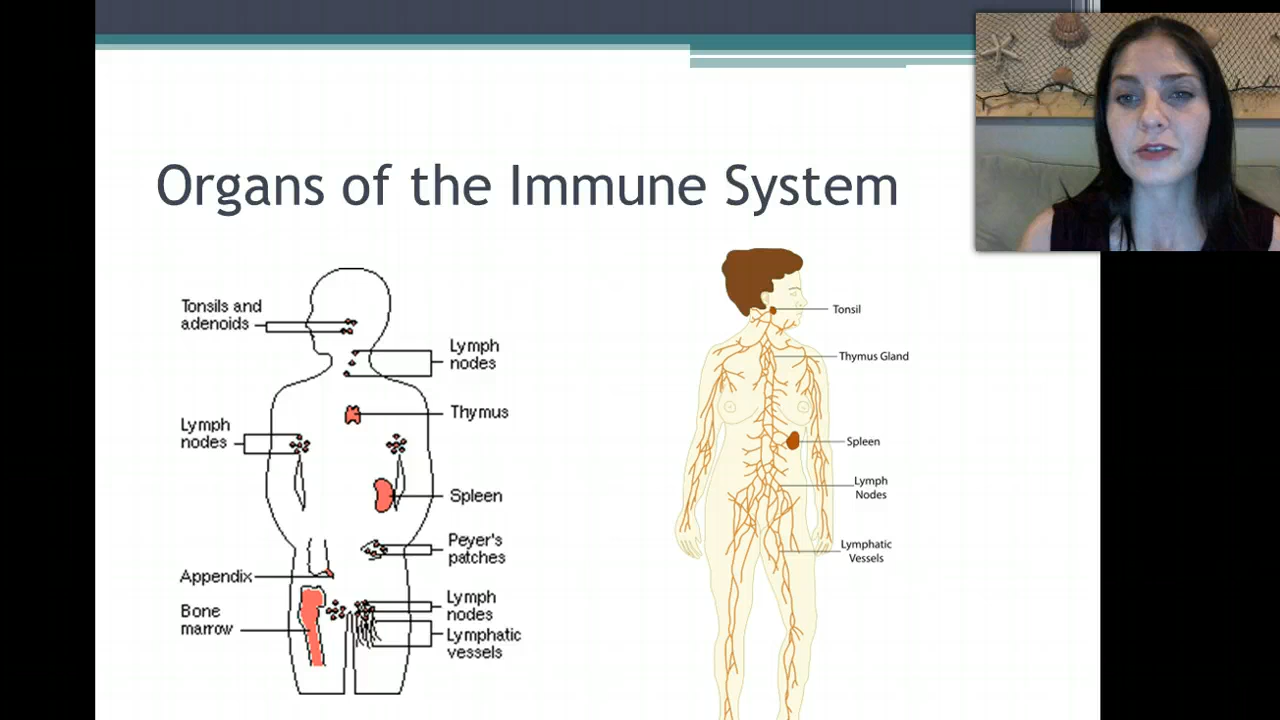 Organs of the Immune System
Tonsils and
adenoids
Lymph
nodes
Thymus
Lymph
nodes
Spleen
Peyer's
patches
Appendix
Bone
marrow
Lymph
nodes
Lymphatic
vessels
Tonsil
Thymus Gland
Spleen
Lymph
Nodes
Lymphatic
Vessels